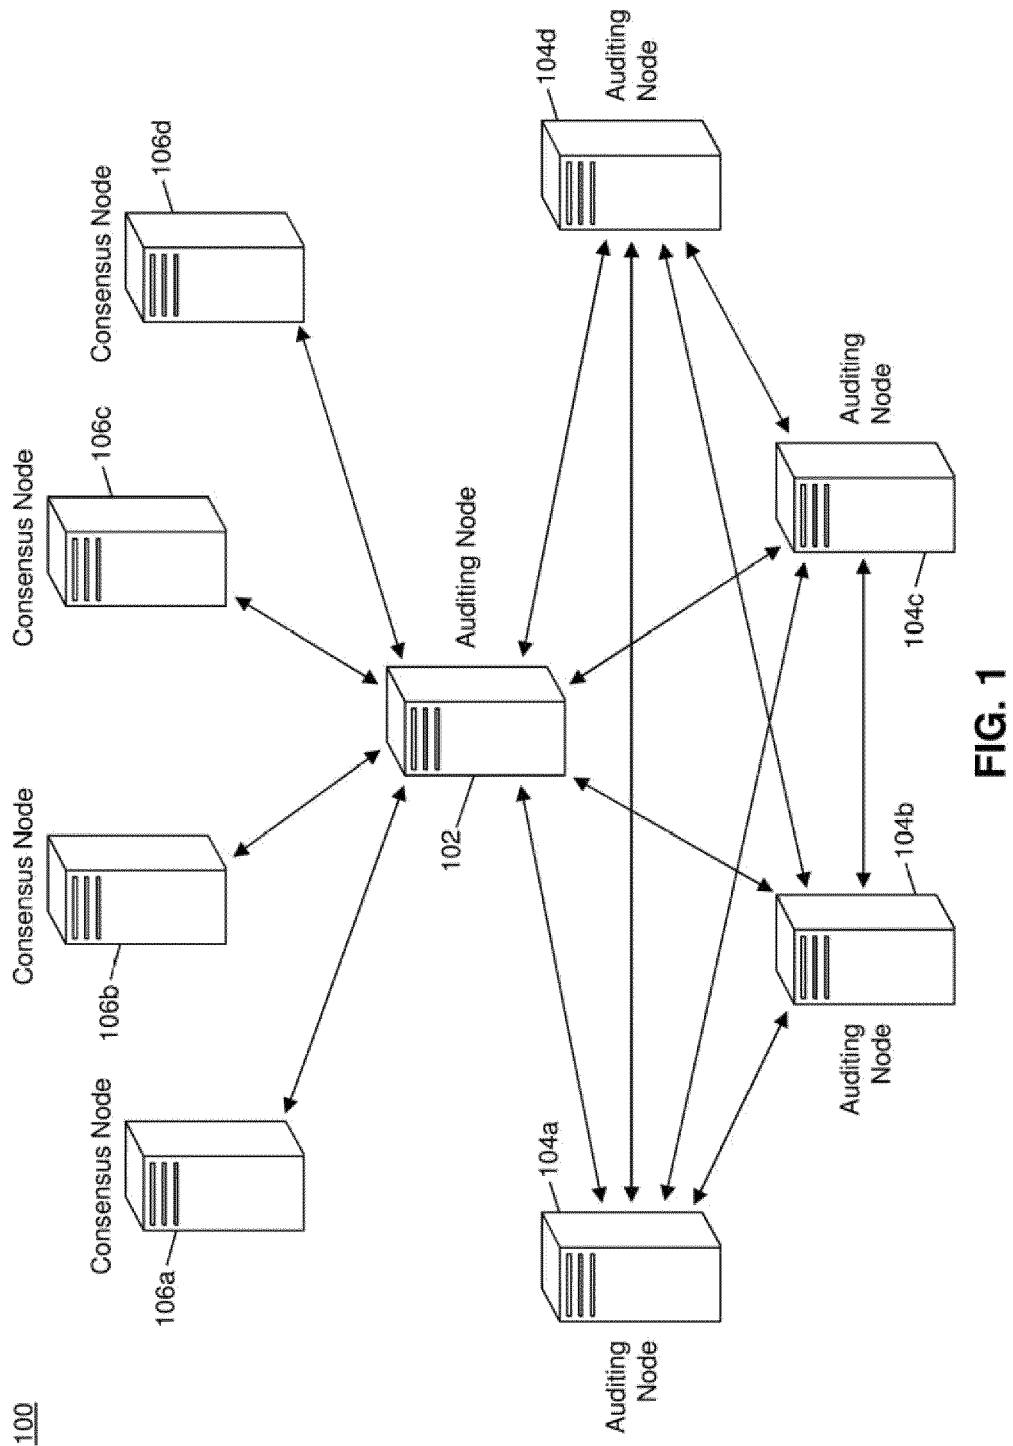 100
Consensus Node
106b
Consensus Node
106c
Consensus Node
106a
Consensus Node
106d
102
Auditing Node
Auditing
Node
104a
104d
Auditing
Node
Auditing
Node
104b
104c
Auditing
Node
FIG. 1